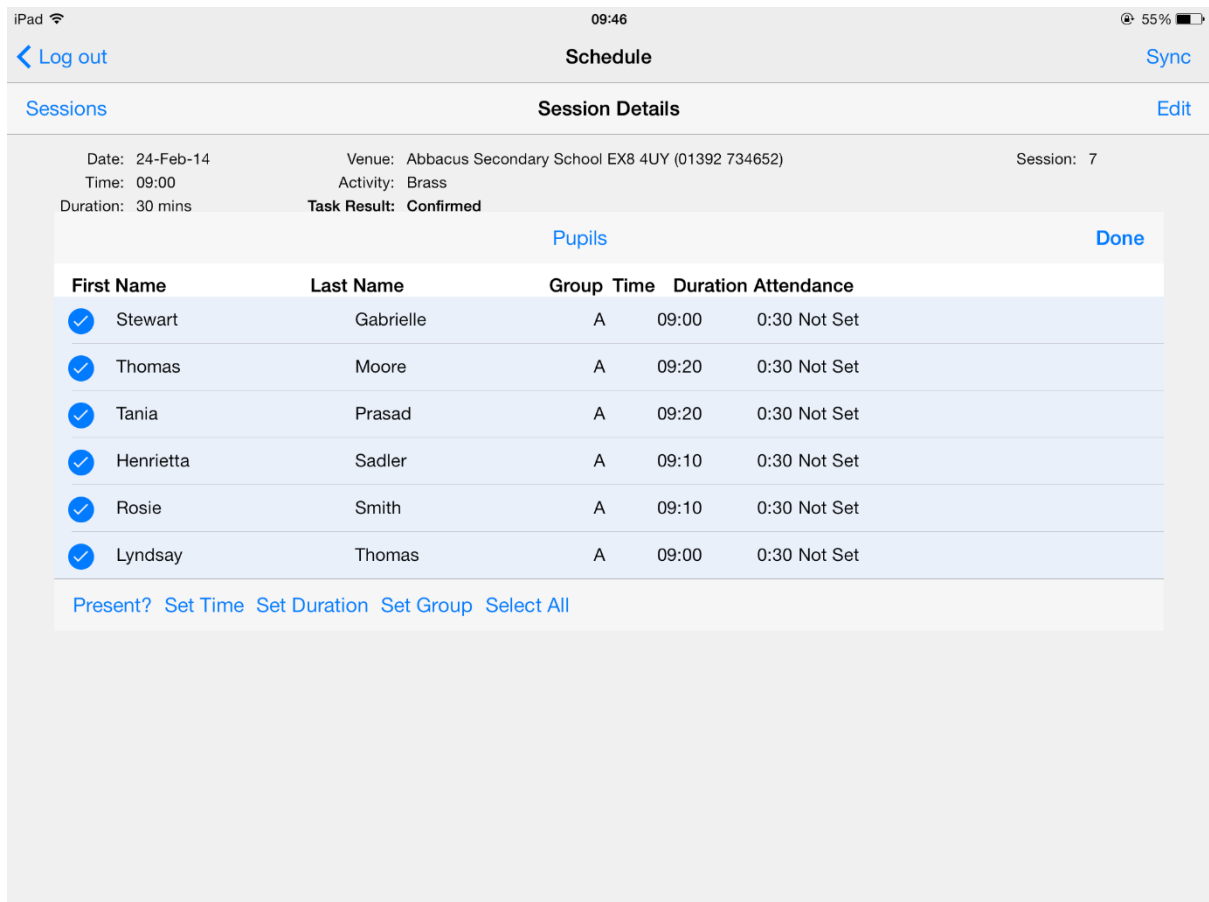 iPad 09:46 55%
Log out Schedule Sync
Sessions Session Details Edit
Date: 24-Feb-14 Venue: Abbacus Secondary School EX8 4UY (01392 734652) Session: 7
Time: 09:00 Activity: Brass
Duration: 30 mins Task Result: Confirmed
Pupils Done
First Name Last Name Group Time Duration Attendance
Stewart Gabrielle A 09:00 0:30 Not Set
Thomas Moore A 09:20 0:30 Not Set
Tania Prasad A 09:20 0:30 Not Set
Henrietta Sadler A 09:10 0:30 Not Set
Rosie Smith A 09:10 0:30 Not Set
Lyndsay Thomas A 09:00 0:30 Not Set
Present? Set Time Set Duration Set Group Select All